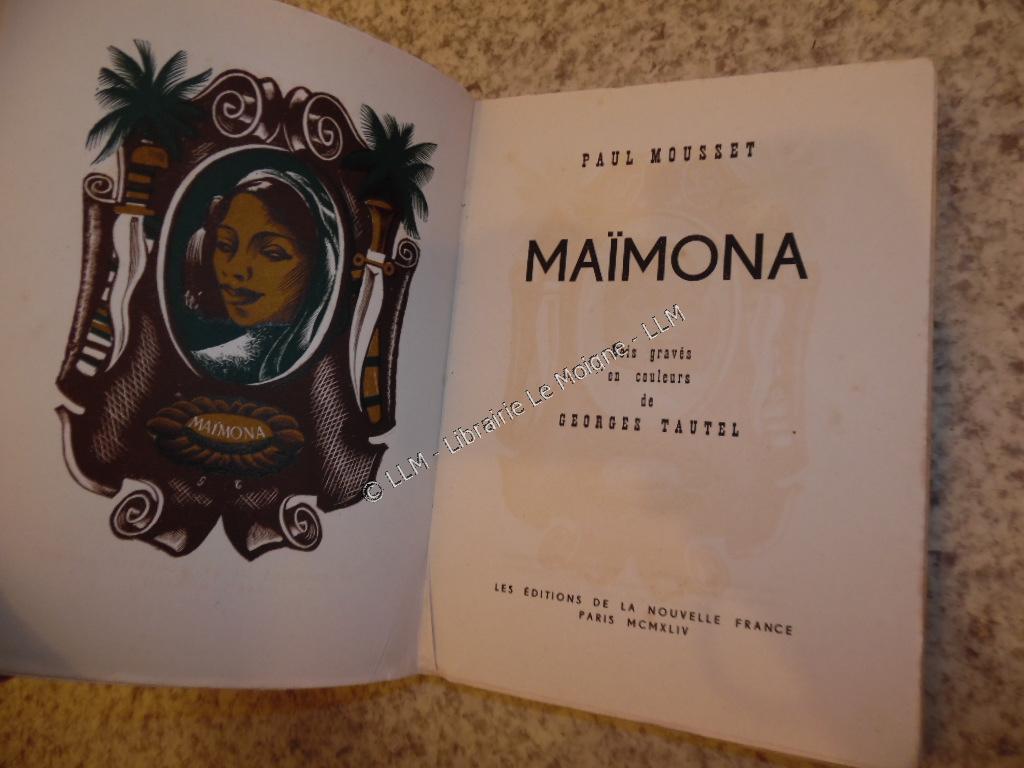 MAÏMONA
PAUL MOUSSET
MAÏMONA
gravés
en couleurs
de
GEORGES TAUTEL
LES ÉDITIONS DE LA NOUVELLE FRANCE
PARIS MCMXLIV
© LLM - Librairie Le Moigne - LLM